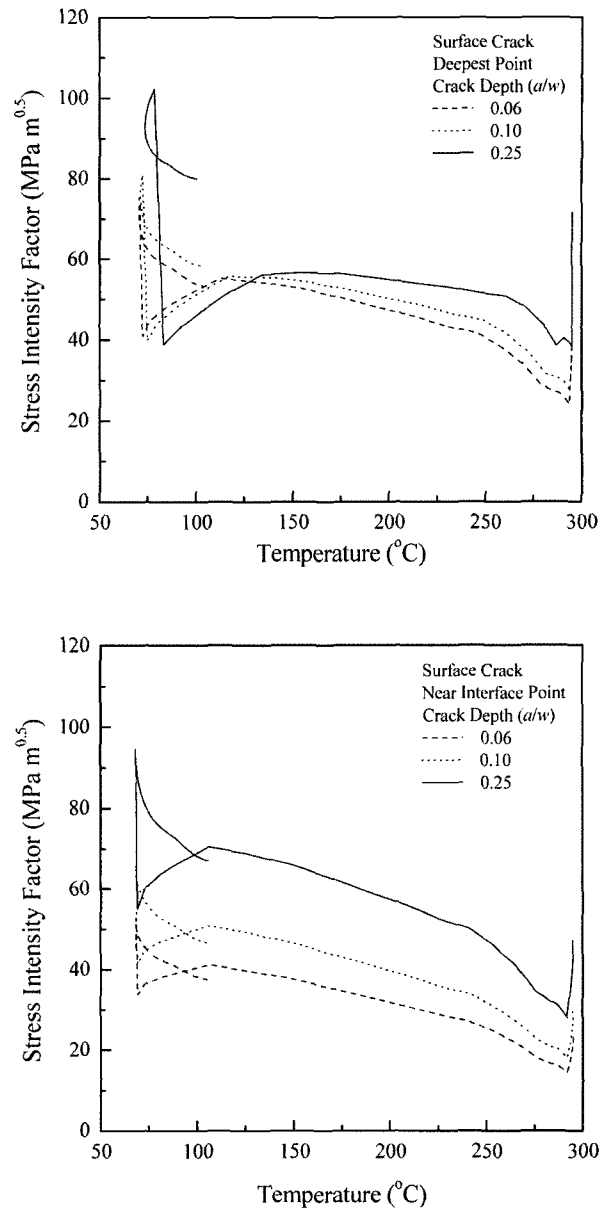 120
100
80
60
40
20
0
Stress Intensity Factor (MPa m^0.5)
Surface Crack
Deepest Point
Crack Depth (a/w)
0.06
0.10
0.25
50 100 150 200 250 300
Temperature (°C)
120
100
80
60
40
20
0
Stress Intensity Factor (MPa m^0.5)
Surface Crack
Near Interface Point
Crack Depth (a/w)
0.06
0.10
0.25
50 100 150 200 250 300
Temperature (°C)